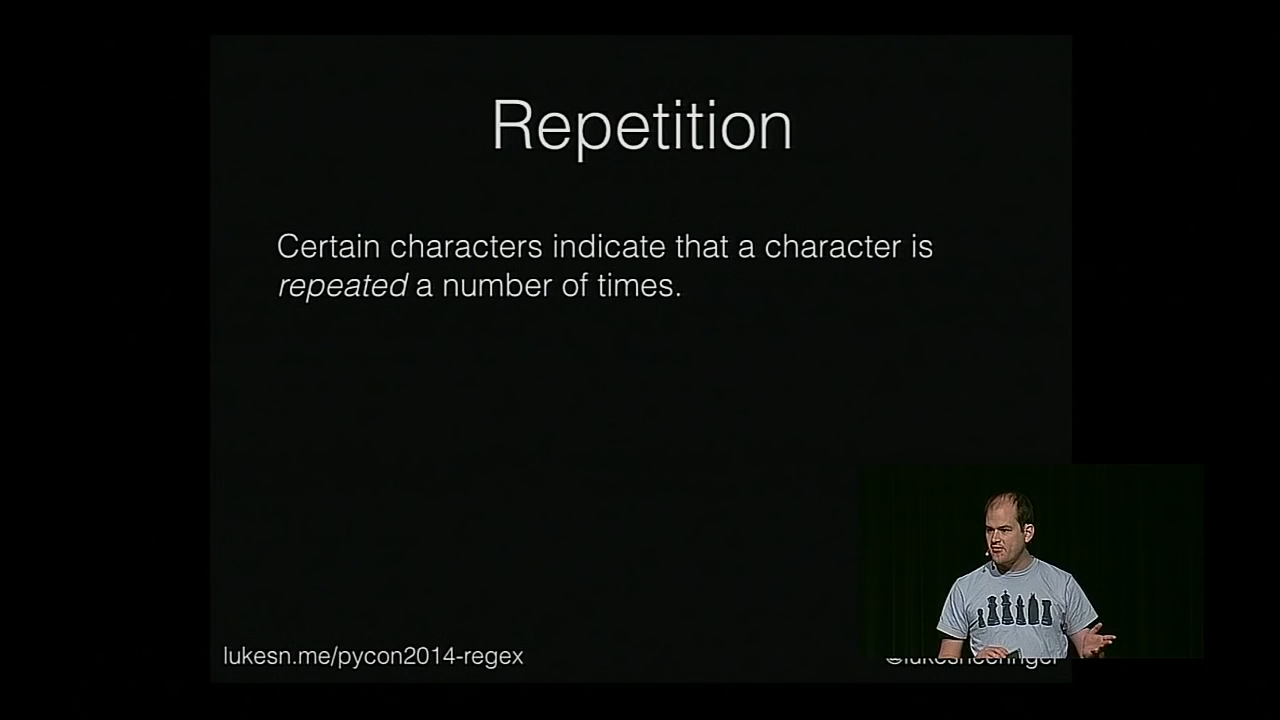 Repetition
Certain characters indicate that a character is
repeated a number of times.
lukesn.me/pycon2014-regex